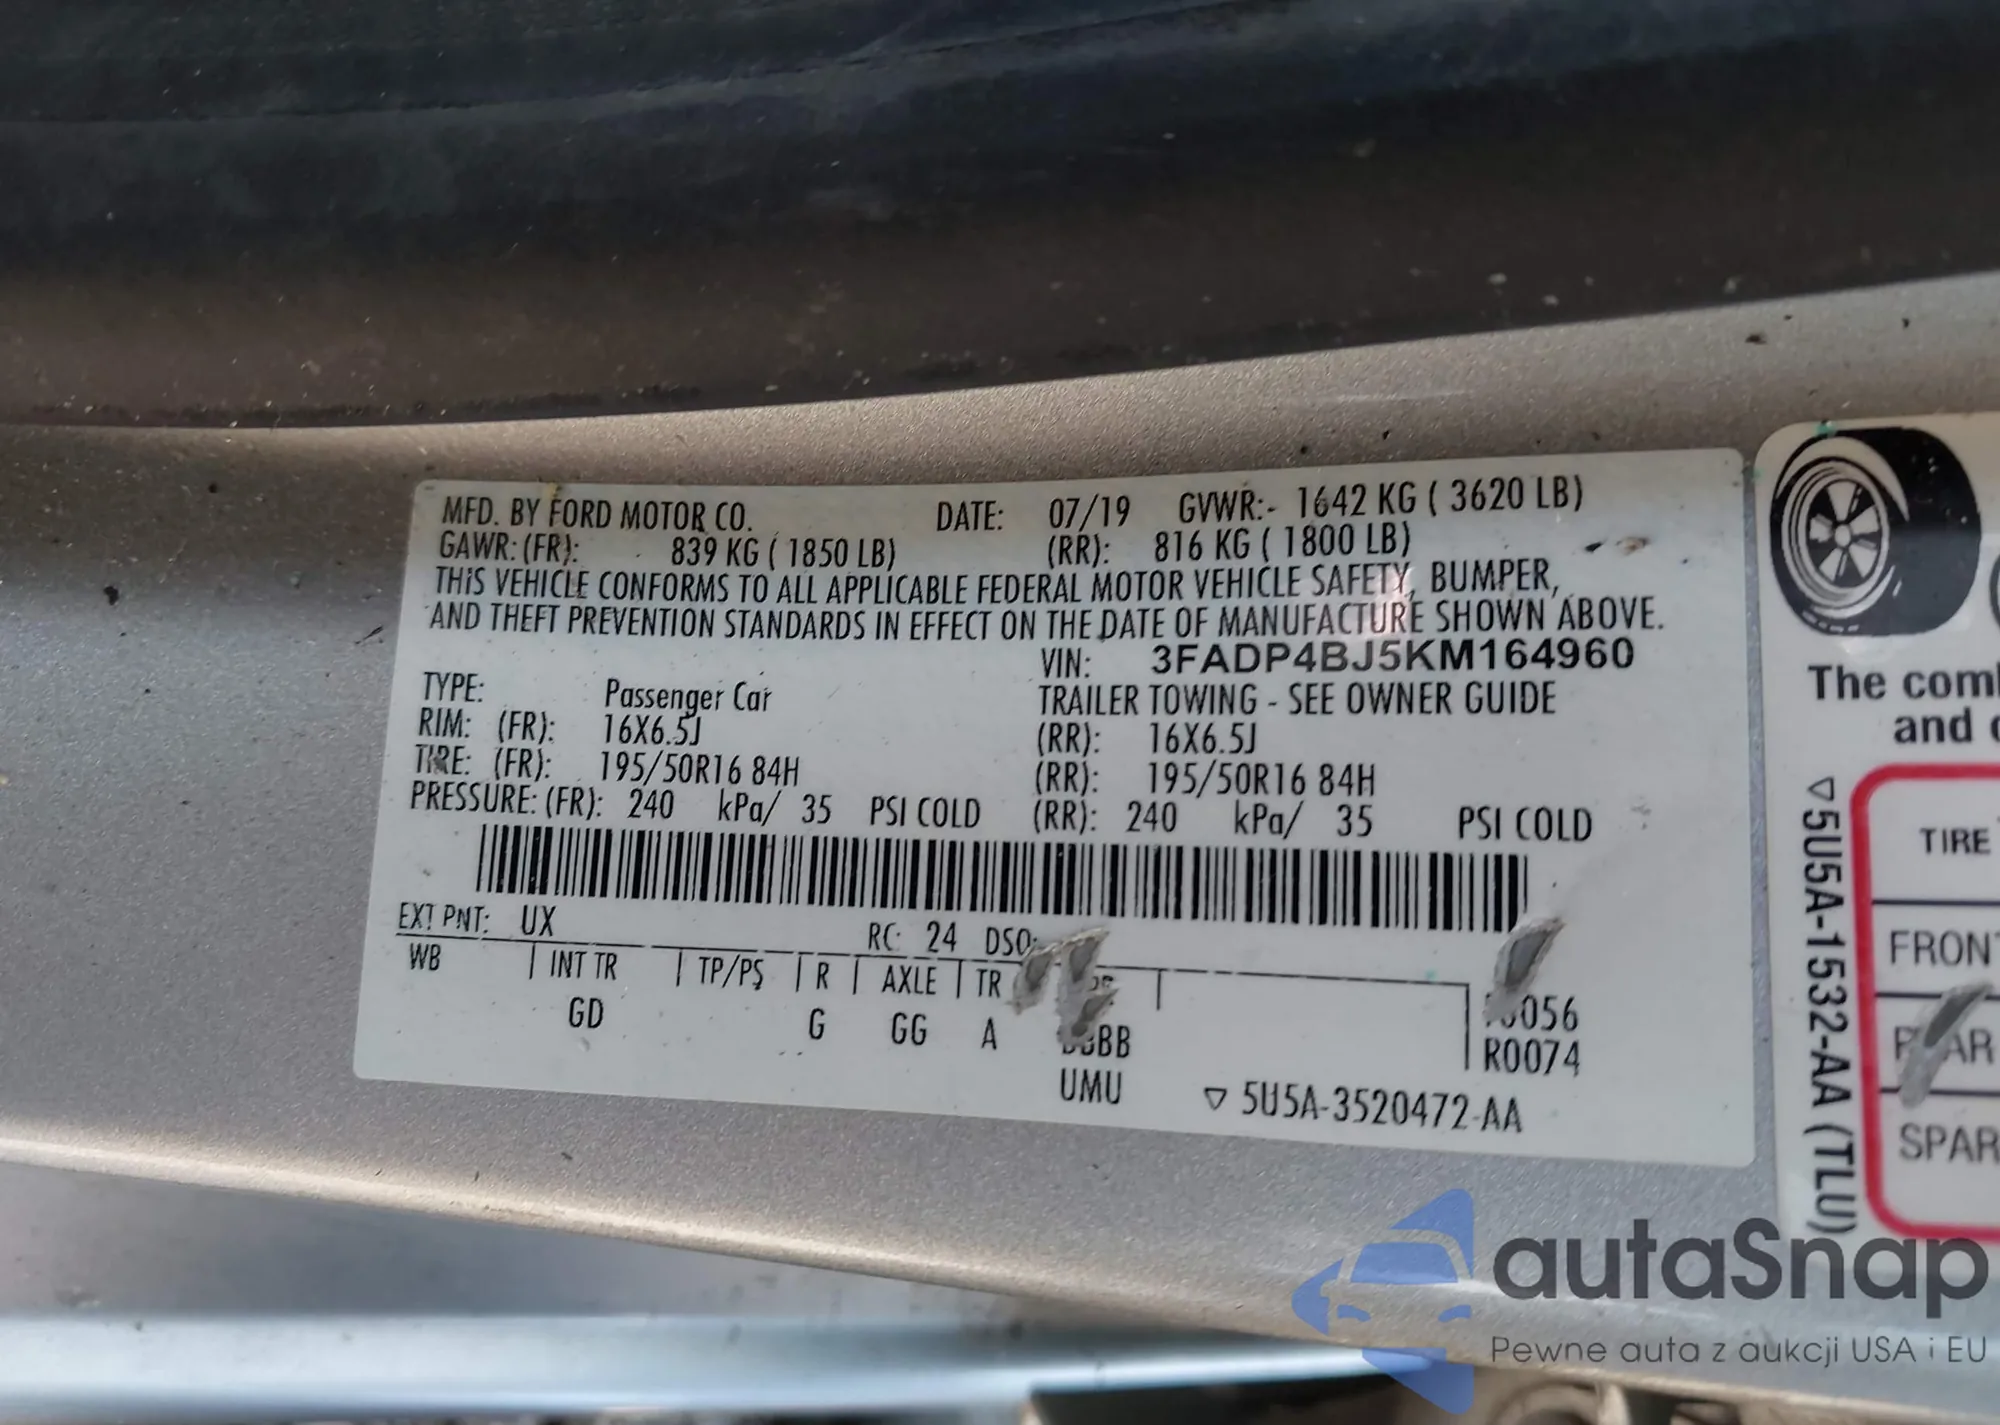 MFD. BY FORD MOTOR CO. DATE: 07/19 GVWR:- 1642 KG ( 3620 LB)
GAWR: (FR): 839 KG ( 1850 LB) (RR): 816 KG ( 1800 LB)
THIS VEHICLE CONFORMS TO ALL APPLICABLE FEDERAL MOTOR VEHICLE SAFETY, BUMPER,
AND THEFT PREVENTION STANDARDS IN EFFECT ON THE DATE OF MANUFACTURE SHOWN ABOVE.
VIN: 3FADP4BJ5KM164960
TYPE: Passenger Car TRAILER TOWING - SEE OWNER GUIDE
RIM: (FR): 16X6.5J (RR): 16X6.5J
TIRE: (FR): 195/50R16 84H (RR): 195/50R16 84H
PRESSURE: (FR): 240 kPa/ 35 PSI COLD (RR): 240 kPa/ 35 PSI COLD
EXT PNT: UX RC: 24 DSO:
WB INT TR TP/PS R AXLE TR
GD G GG A
R0074
UMU
▽ 5U5A-3520472-AA
The com
and
▽5U5A-1532-AA (TLU)
TIRE
FRONT
SPAR
autaSnap
Pewne auta z aukcji USA i EU